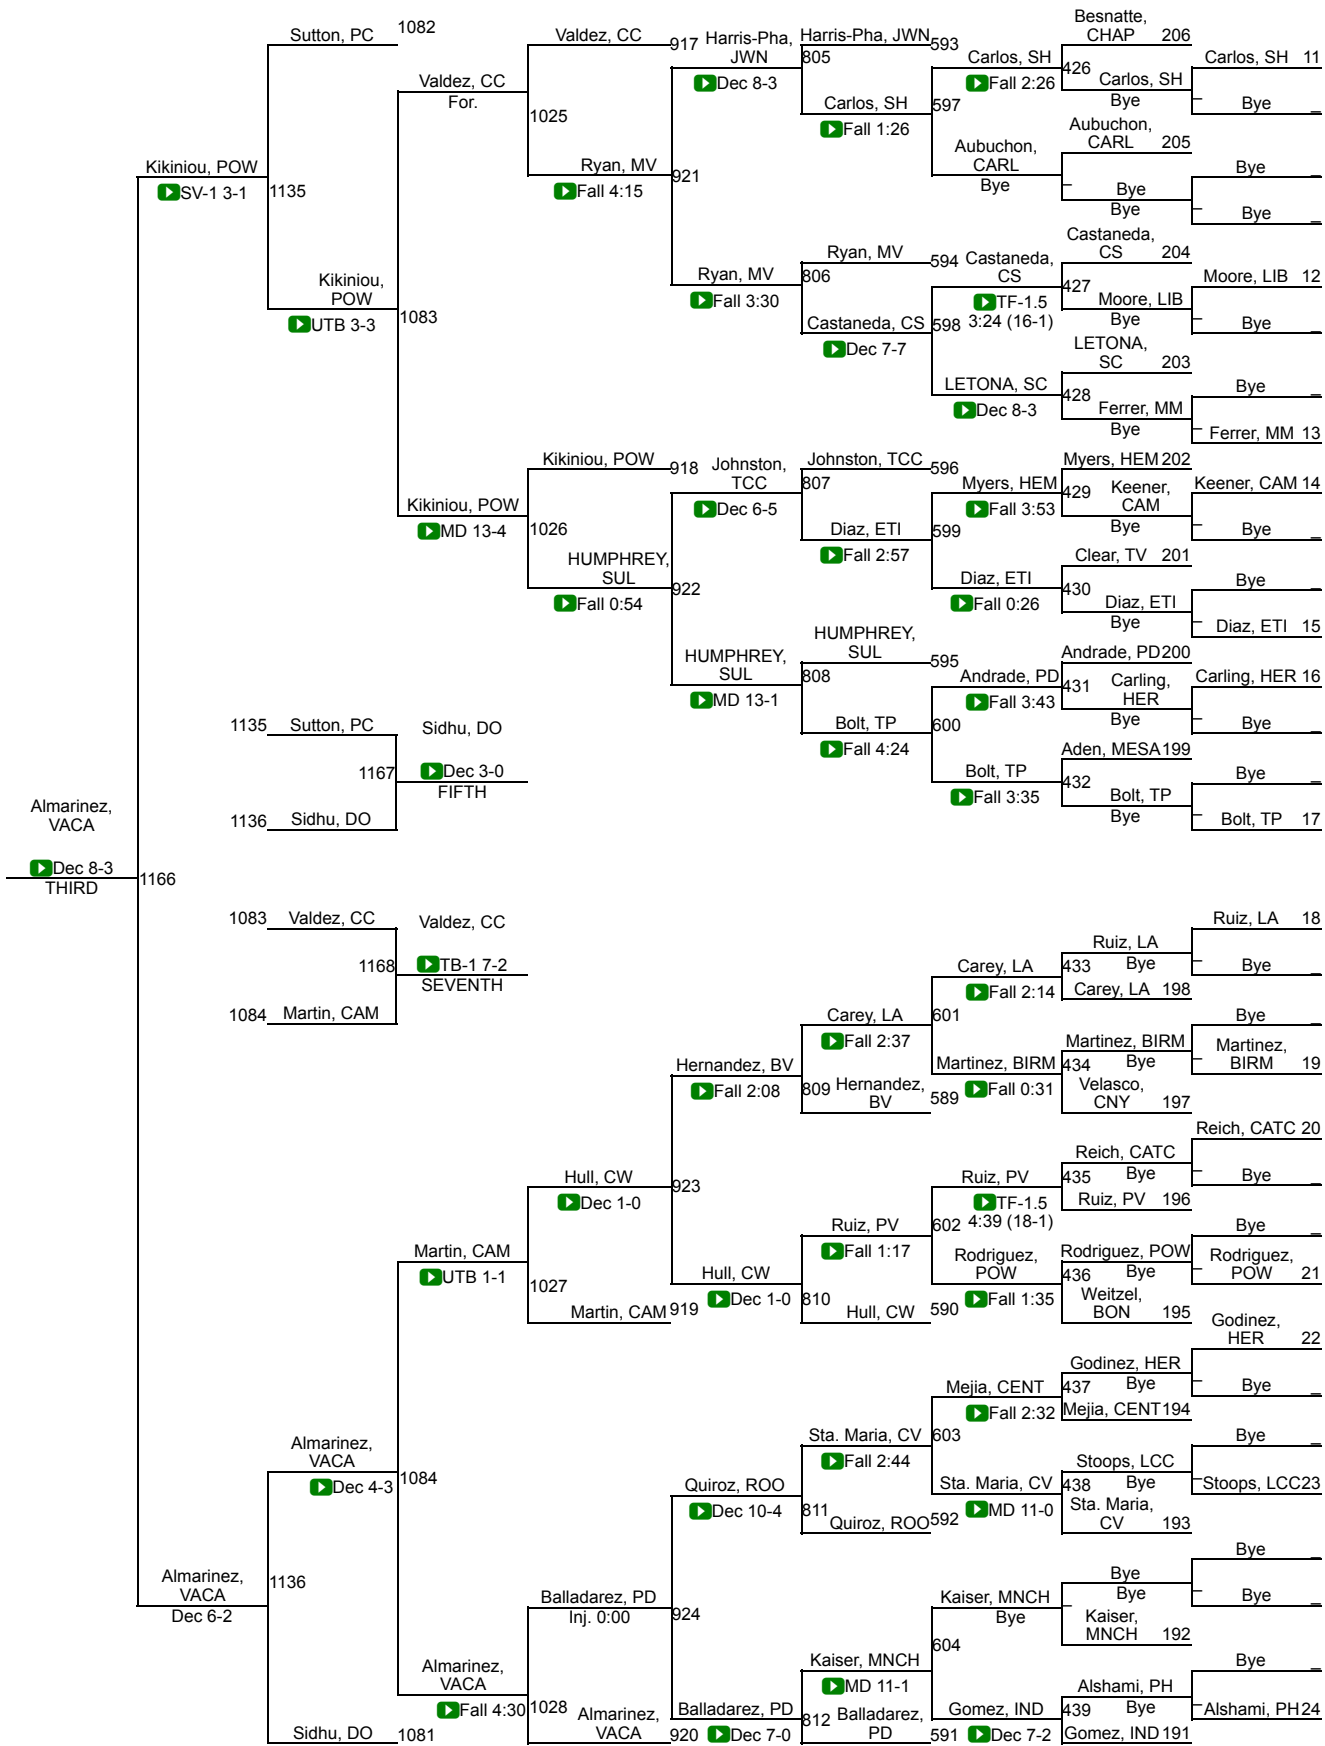 Besnatte,
CHAP 206
Sutton, PC 1082
Valdez, CC 917
Harris-Pha,
JWN
Harris-Pha, JWN 593
805
Carlos, SH
Fall 2:26
426
Carlos, SH
Bye
Carlos, SH 11
Bye _
Valdez, CC
For.
Dec 8-3
Carlos, SH
Fall 1:26
597
1025
Aubuchon,
CARL
Bye
Aubuchon,
CARL 205
Bye
Bye
Bye _
Bye _
Kikiniou, POW
SV-1 3-1
1135
Ryan, MV
Fall 4:15
921
Ryan, MV
Fall 3:30
Ryan, MV 594
806
Castaneda, CS
Dec 7-7
598
Castaneda,
CS
TF-1.5
3:24 (16-1)
Castaneda,
CS 204
427
Moore, LIB
Bye
Moore, LIB 12
Bye _
Kikiniou,
POW
UTB 3-3
1083
LETONA, SC
Dec 8-3
LETONA,
SC 203
428
Ferrer, MM
Bye
Bye _
Ferrer, MM 13
Kikiniou, POW 918
Johnston,
TCC
Dec 6-5
Johnston, TCC 596
807
Diaz, ETI
Fall 2:57
599
Myers, HEM
Fall 3:53
Myers, HEM 202
429
Keener,
CAM
Bye
Keener, CAM 14
Bye _
Kikiniou, POW
MD 13-4
1026
HUMPHREY,
SUL
Fall 0:54
922
Diaz, ETI
Fall 0:26
Clear, TV 201
430
Diaz, ETI
Bye
Bye _
Diaz, ETI 15
HUMPHREY,
SUL
MD 13-1
HUMPHREY,
SUL 595
808
Bolt, TP
Fall 4:24
600
Andrade, PD
Fall 3:43
Andrade, PD 200
431
Carling,
HER
Bye
Carling, HER 16
Bye _
1135 Sutton, PC
1167
1136 Sidhu, DO
Sidhu, DO
Dec 3-0
FIFTH
Bolt, TP
Fall 3:35
Aden, MESA 199
432
Bolt, TP
Bye
Bye _
Bolt, TP 17
Almarinez,
VACA
Dec 8-3
THIRD
1166
1083 Valdez, CC
1168
1084 Martin, CAM
Valdez, CC
TB-1 7-2
SEVENTH
Carey, LA
Fall 2:14
Ruiz, LA
433 Bye
Carey, LA 198
Ruiz, LA 18
Bye _
Hernandez, BV
Fall 2:08
Carey, LA
Fall 2:37
601
809 Hernandez,
BV 589
Martinez, BIRM
Fall 0:31
Martinez, BIRM
434 Bye
Velasco,
CNY 197
Bye _
Martinez,
BIRM 19
Hull, CW
Dec 1-0
923
Ruiz, PV
TF-1.5
4:39 (18-1)
Reich, CATC
435 Bye
Ruiz, PV 196
Reich, CATC 20
Bye _
Martin, CAM
UTB 1-1
1027
Martin, CAM 919
Hull, CW
Dec 1-0
Ruiz, PV
Fall 1:17
602
810
Hull, CW 590
Rodriguez,
POW
Fall 1:35
Rodriguez, POW
436 Bye
Weitzel,
BON 195
Bye _
Rodriguez,
POW 21
Almarinez,
VACA
Dec 4-3
1084
Mejia, CENT
Fall 2:32
Godinez, HER
437 Bye
Mejia, CENT 194
Godinez,
HER 22
Bye _
Quiroz, ROO
Dec 10-4
Sta. Maria, CV
Fall 2:44
603
811
Quiroz, ROO 592
Sta. Maria, CV
MD 11-0
Stoops, LCC
438 Bye
Sta. Maria,
CV 193
Bye _
Stoops, LCC 23
Almarinez,
VACA
Dec 6-2
1136
Balladarez, PD
Inj. 0:00
924
Kaiser, MNCH
Bye
Bye
Bye
Kaiser,
MNCH 192
Bye _
Bye _
Almarinez,
VACA
Fall 4:30
1028
Almarinez,
VACA 920
Balladarez, PD
Dec 7-0
Kaiser, MNCH
MD 11-1
604
812 Balladarez,
PD 591
Gomez, IND
Dec 7-2
Alshami, PH
439 Bye
Gomez, IND 191
Bye _
Alshami, PH 24
Sidhu, DO 1081